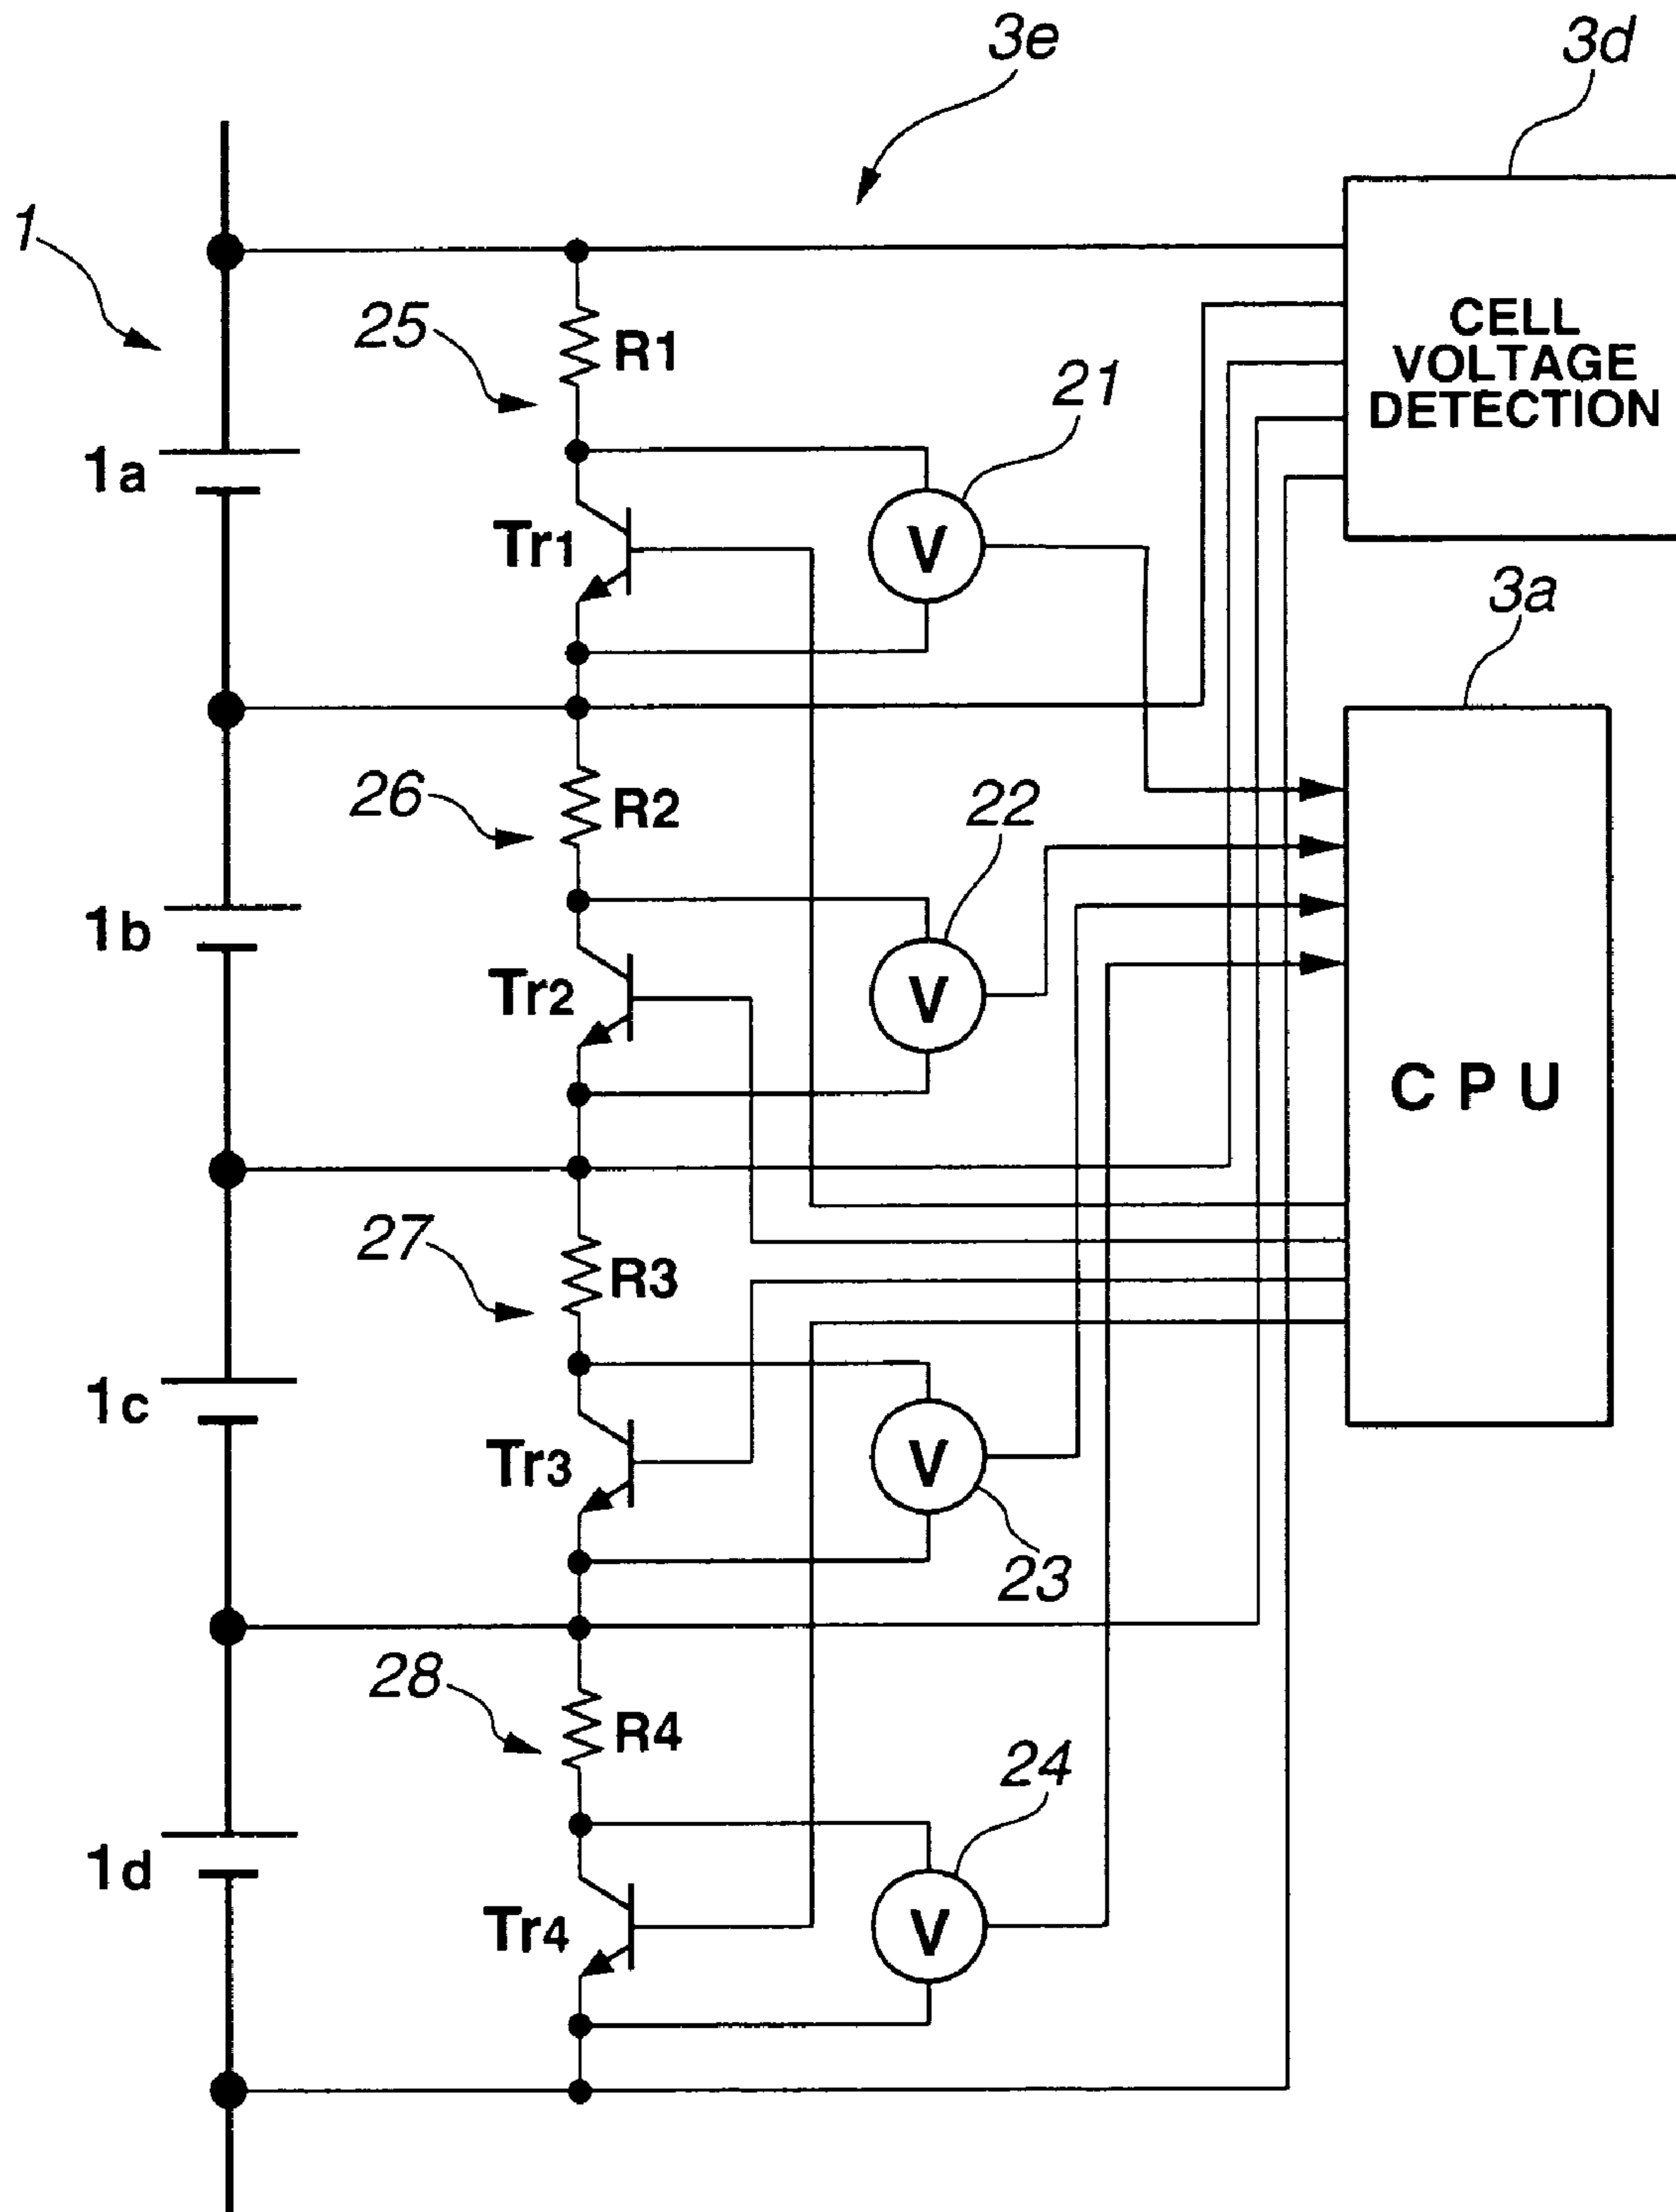 3e
3d
1
CELL
VOLTAGE
DETECTION
25
R1
21
1a
Tr1
V
3a
26
R2
22
1b
Tr2
V
CPU
27
R3
1c
Tr3
V
23
28
R4
24
1d
Tr4
V